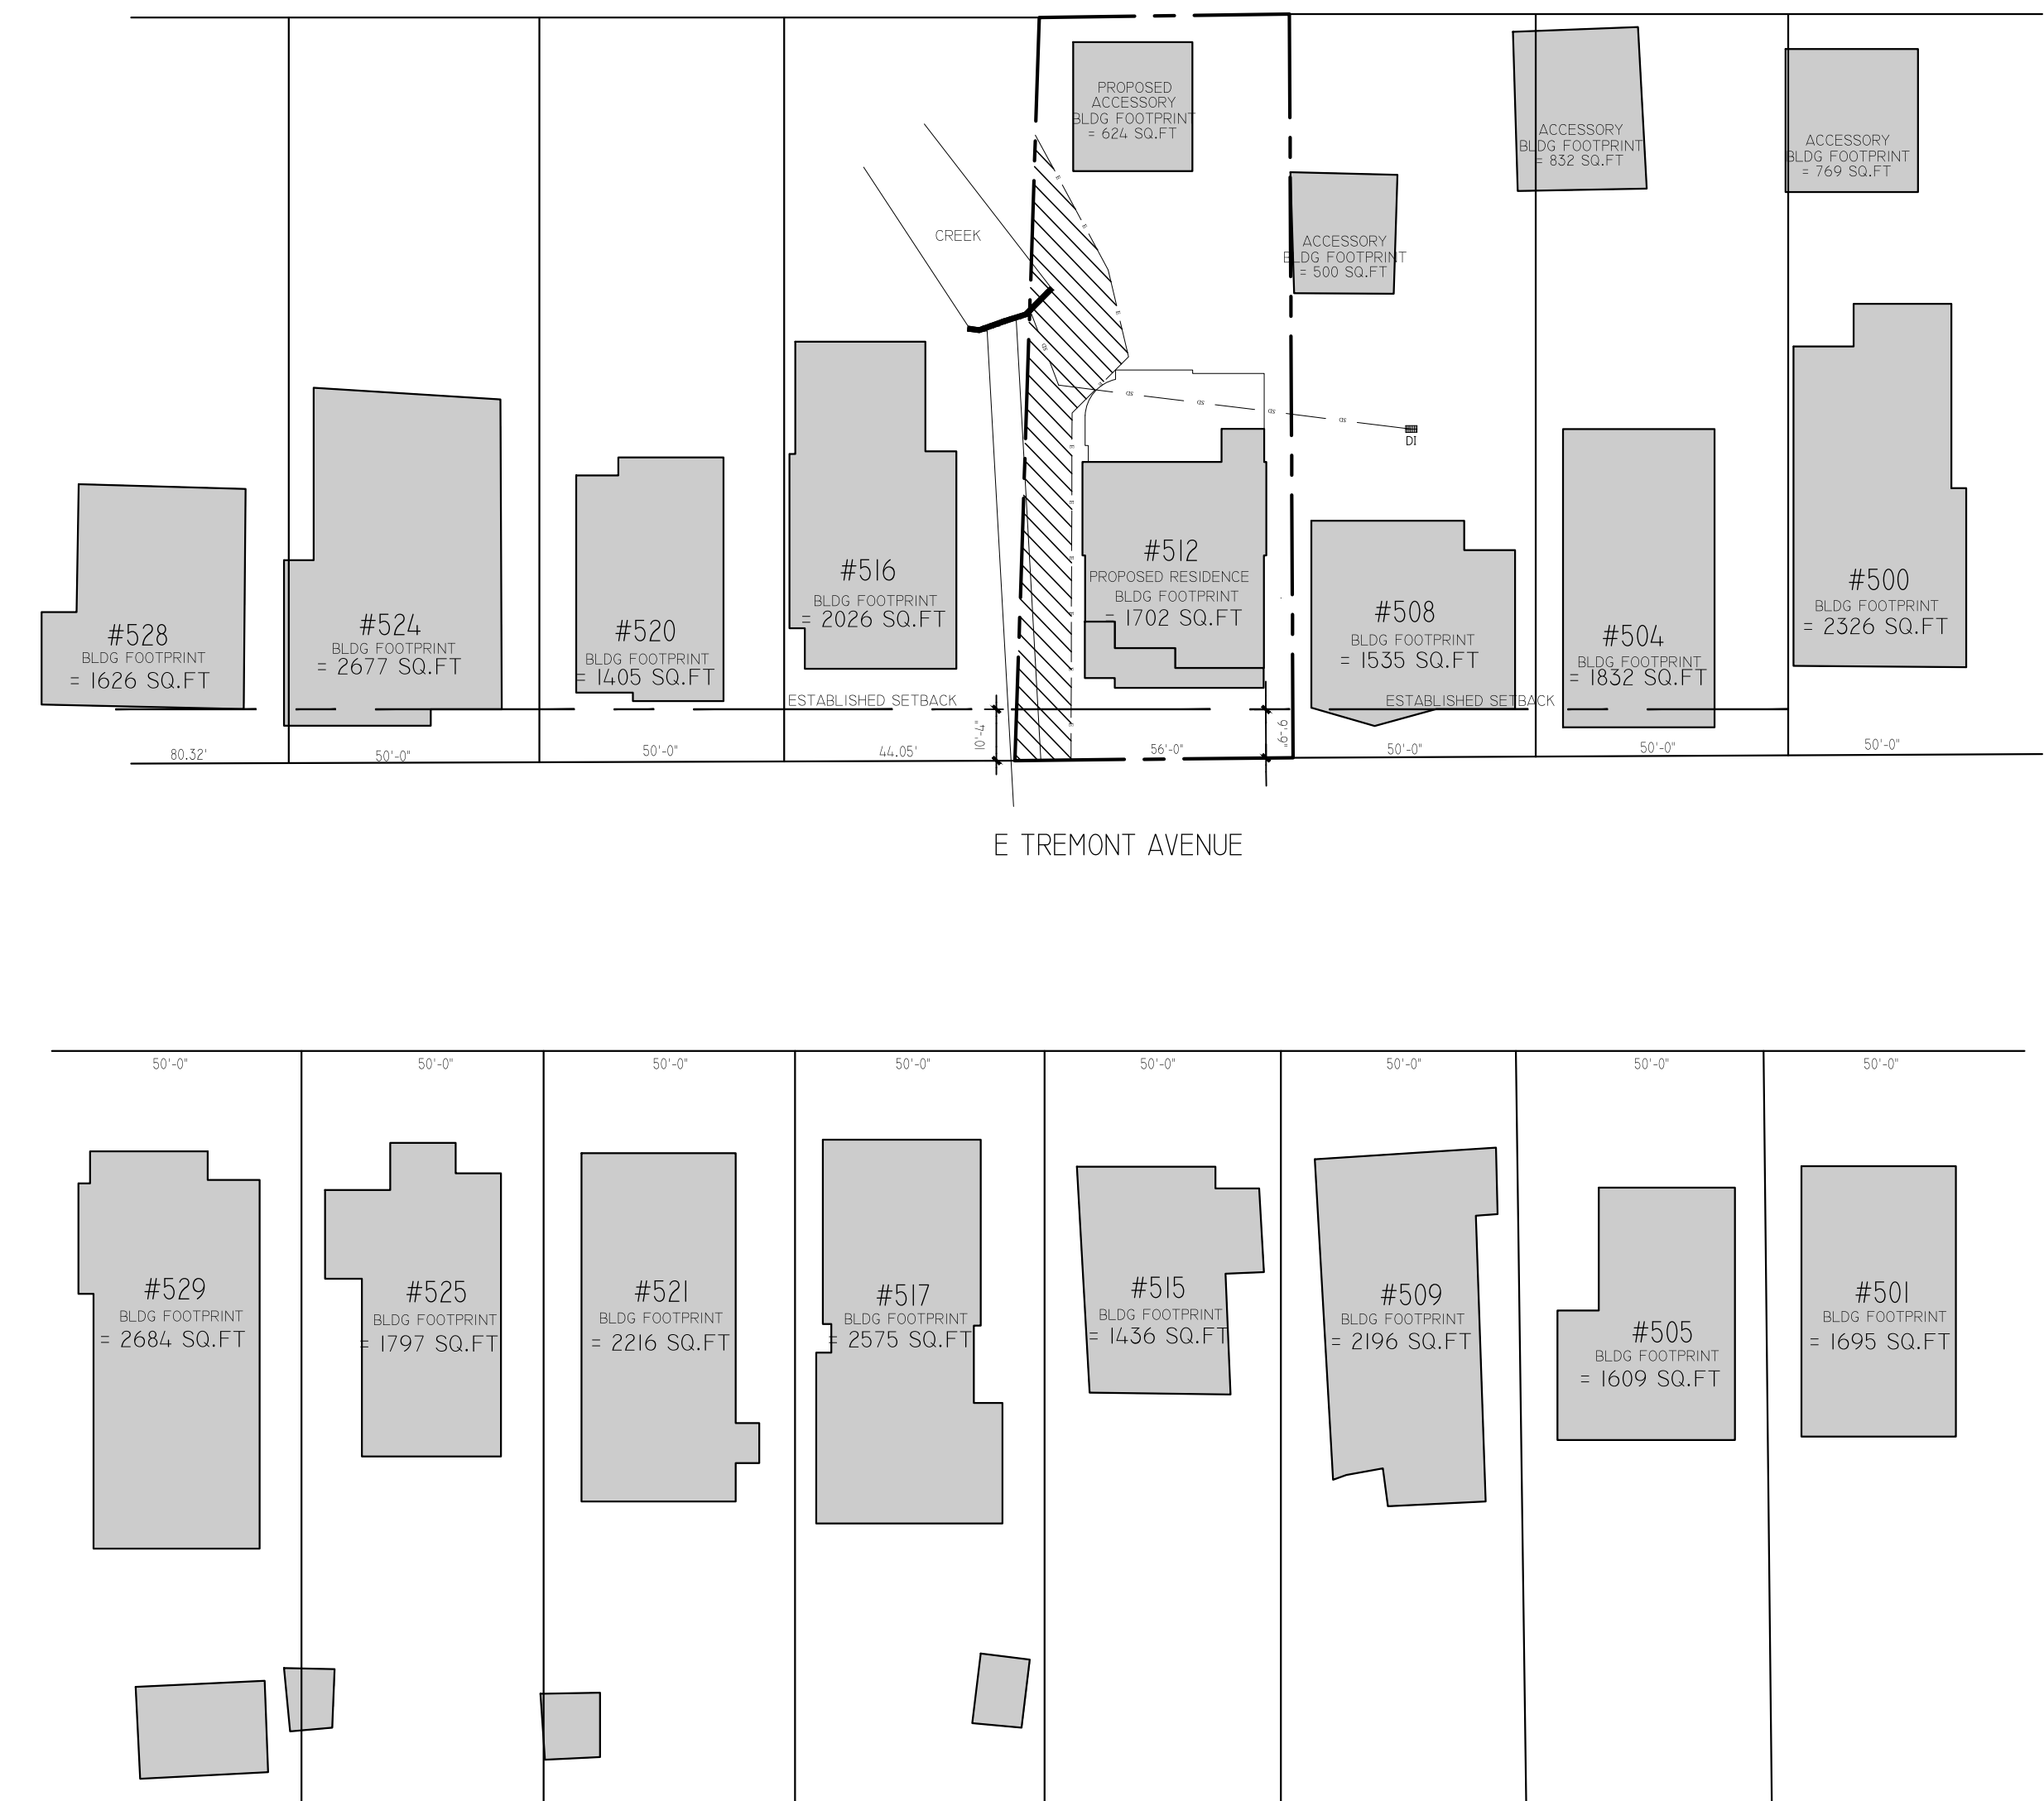 PROPOSED
ACCESSORY
BLDG FOOTPRINT
= 624 SQ.FT
ACCESSORY
BLDG FOOTPRINT
= 832 SQ.FT
ACCESSORY
BLDG FOOTPRINT
= 769 SQ.FT
CREEK
ACCESSORY
BLDG FOOTPRINT
= 500 SQ.FT
E
E
E
E
SD
SD
SD
SD
SD
DI
E
E
E
E
E
E
#528
BLDG FOOTPRINT
= 1626 SQ.FT
#524
BLDG FOOTPRINT
= 2677 SQ.FT
#520
BLDG FOOTPRINT
= 1405 SQ.FT
#516
BLDG FOOTPRINT
= 2026 SQ.FT
#512
PROPOSED RESIDENCE
BLDG FOOTPRINT
= 1702 SQ.FT
#508
BLDG FOOTPRINT
= 1535 SQ.FT
#504
BLDG FOOTPRINT
= 1832 SQ.FT
#500
BLDG FOOTPRINT
= 2326 SQ.FT
ESTABLISHED SETBACK
ESTABLISHED SETBACK
80.32'
50'-0"
50'-0"
44.05'
10'-7"
56'-0"
9'-9"
50'-0"
50'-0"
50'-0"
E TREMONT AVENUE
50'-0"
50'-0"
50'-0"
50'-0"
50'-0"
50'-0"
50'-0"
50'-0"
#529
BLDG FOOTPRINT
= 2684 SQ.FT
#525
BLDG FOOTPRINT
= 1797 SQ.FT
#521
BLDG FOOTPRINT
= 2216 SQ.FT
#517
BLDG FOOTPRINT
= 2575 SQ.FT
#515
BLDG FOOTPRINT
= 1436 SQ.FT
#509
BLDG FOOTPRINT
= 2196 SQ.FT
#505
BLDG FOOTPRINT
= 1609 SQ.FT
#501
BLDG FOOTPRINT
= 1695 SQ.FT